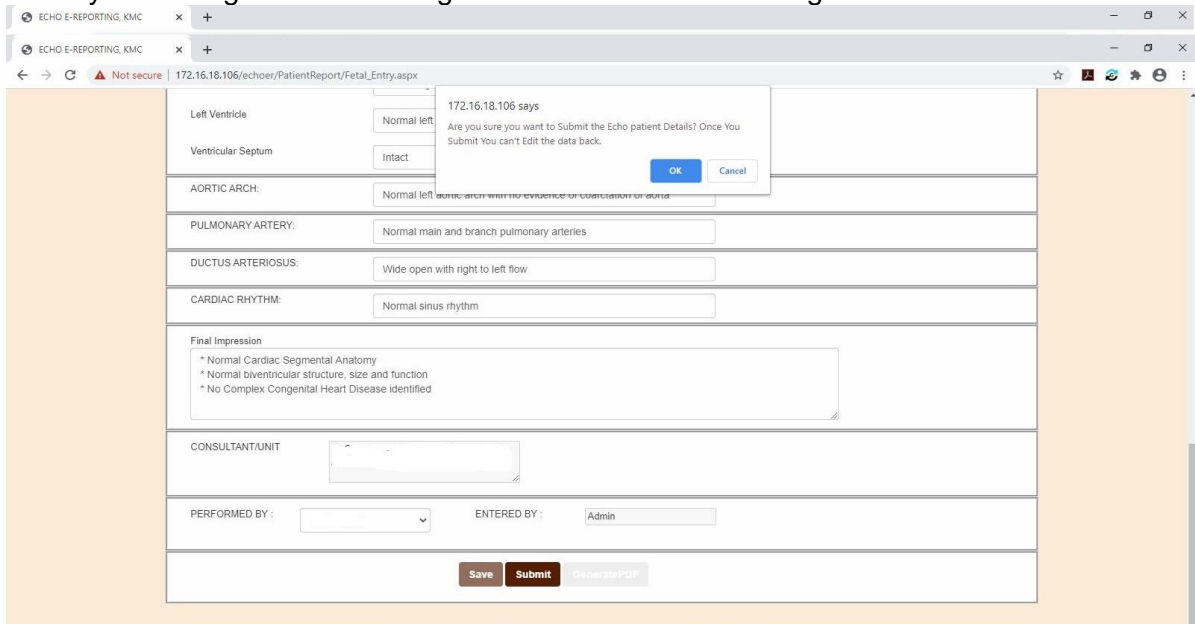 ECHO E-REPORTING, KMC
ECHO E-REPORTING, KMC
Not secure | 172.16.18.106/echoer/PatientReport/Fetal_Entry.aspx
172.16.18.106 says
Are you sure you want to Submit the Echo patient Details? Once You
Submit You can't Edit the data back.
OK Cancel
Left Ventricle Normal left
Ventricular Septum Intact
AORTIC ARCH: Normal left aortic arch with no evidence of coarctation of aorta
PULMONARY ARTERY: Normal main and branch pulmonary arteries
DUCTUS ARTERIOSUS: Wide open with right to left flow
CARDIAC RHYTHM: Normal sinus rhythm
Final Impression
* Normal Cardiac Segmental Anatomy
* Normal biventricular structure, size and function
* No Complex Congenital Heart Disease identified
CONSULTANT/UNIT
PERFORMED BY : ENTERED BY : Admin
Save Submit GeneratePDF